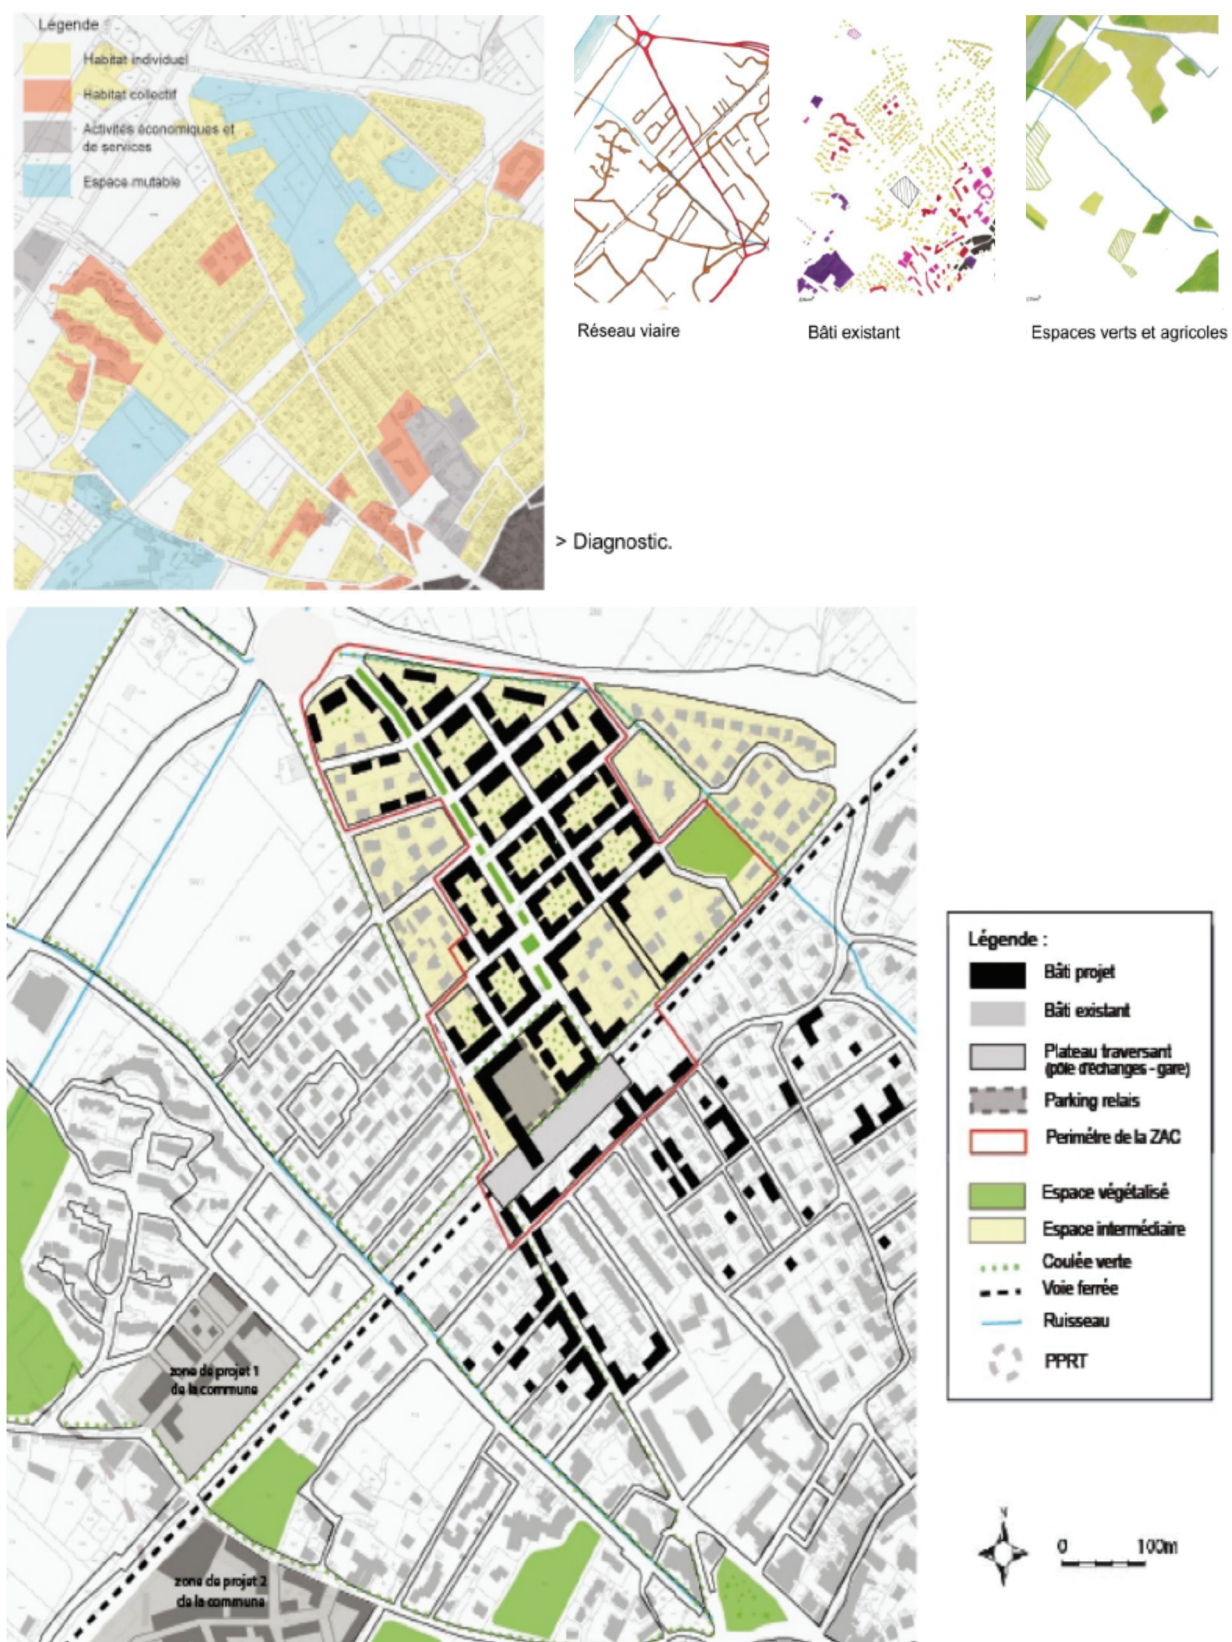 Légende :
Habitat individuel
Habitat collectif
Activités économiques et
de services
Espace mutable
Réseau viaire
Bâti existant
Espaces verts et agricoles
> Diagnostic.
Légende :
Bâti projet
Bâti existant
Plateau traversant
(pôle d'échanges - gare)
Parking relais
Perimétre de la ZAC
Espace végétalisé
Espace intermédiaire
Coulée verte
Voie ferrée
Ruisseau
PPRT
zone de projet 1
de la commune
zone de projet 2
de la commune
N
0 100m